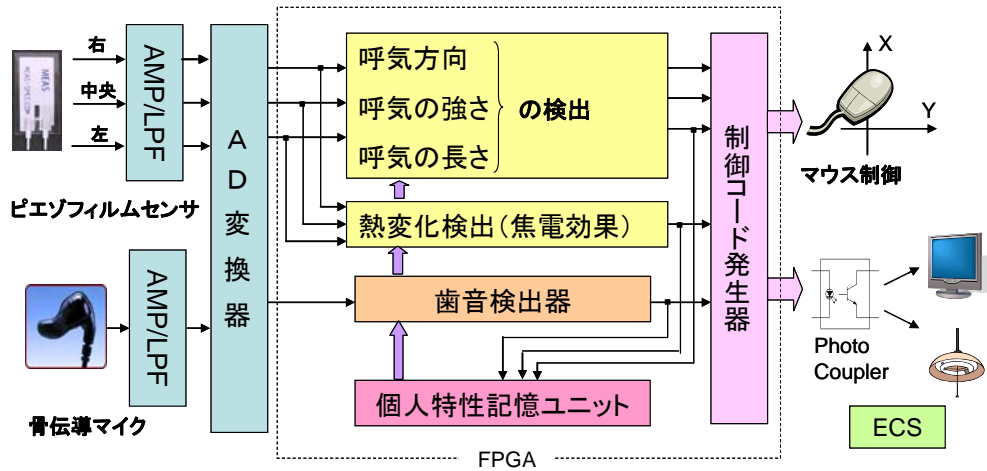 右
中央
左
MEAS
ピエゾフィルムセンサ
AMP/LPF
骨伝導マイク
AMP/LPF
AD変換器
呼気方向
呼気の強さ
呼気の長さ
の検出
熱変化検出(焦電効果)
歯音検出器
個人特性記憶ユニット
FPGA
制御コード発生器
X
Y
マウス制御
Photo
Coupler
ECS